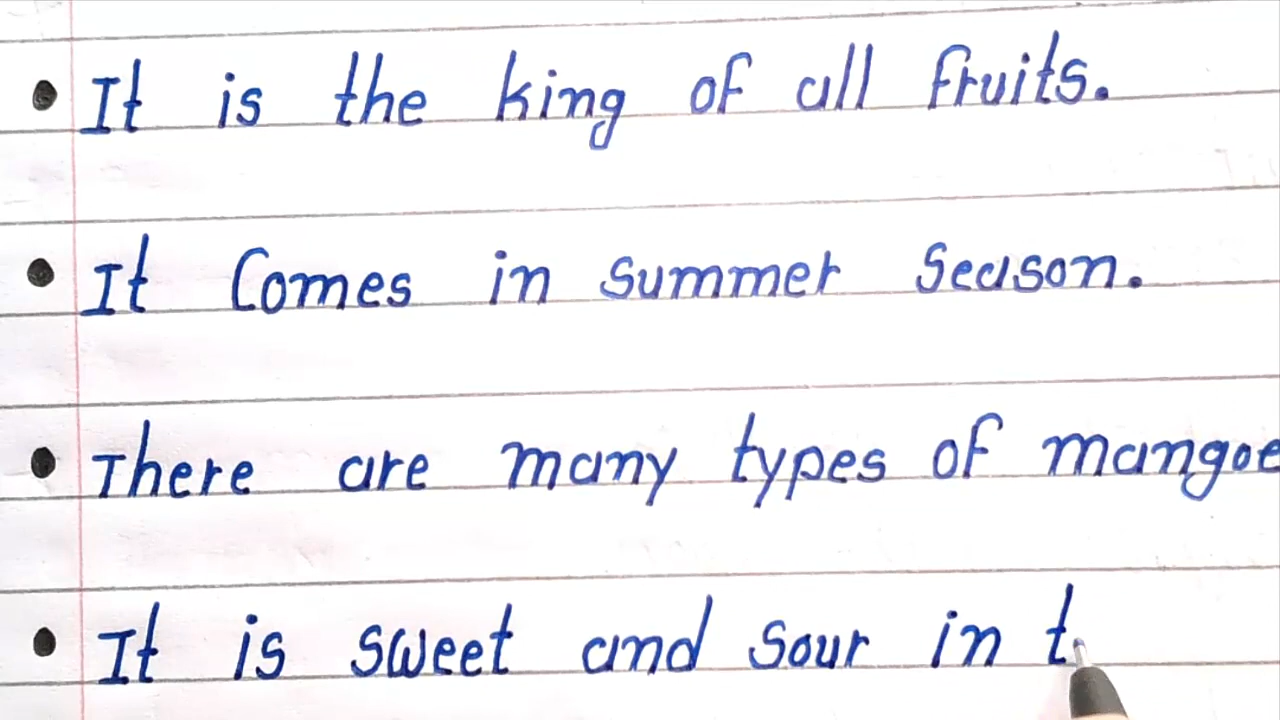 • It is the king of all fruits.
• It Comes in summer Season.
• There are many types of mangoe
• It is sweet and sour in t